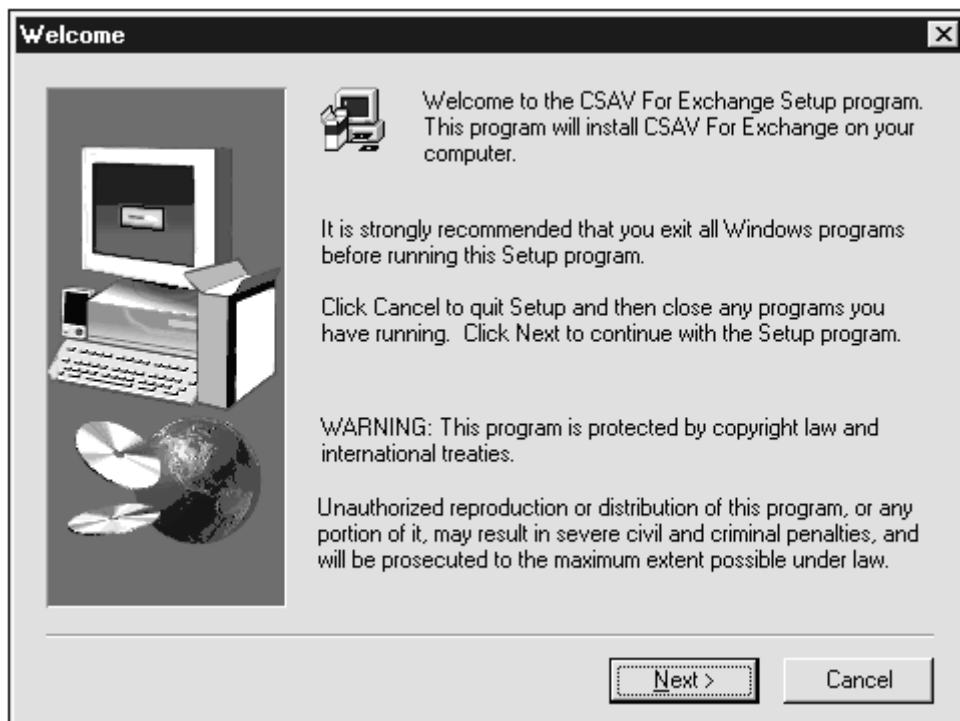 Welcome
Welcome to the CSAV For Exchange Setup program.
This program will install CSAV For Exchange on your
computer.
It is strongly recommended that you exit all Windows programs
before running this Setup program.
Click Cancel to quit Setup and then close any programs you
have running.  Click Next to continue with the Setup program.
WARNING: This program is protected by copyright law and
international treaties.
Unauthorized reproduction or distribution of this program, or any
portion of it, may result in severe civil and criminal penalties, and
will be prosecuted to the maximum extent possible under law.
Next >
Cancel